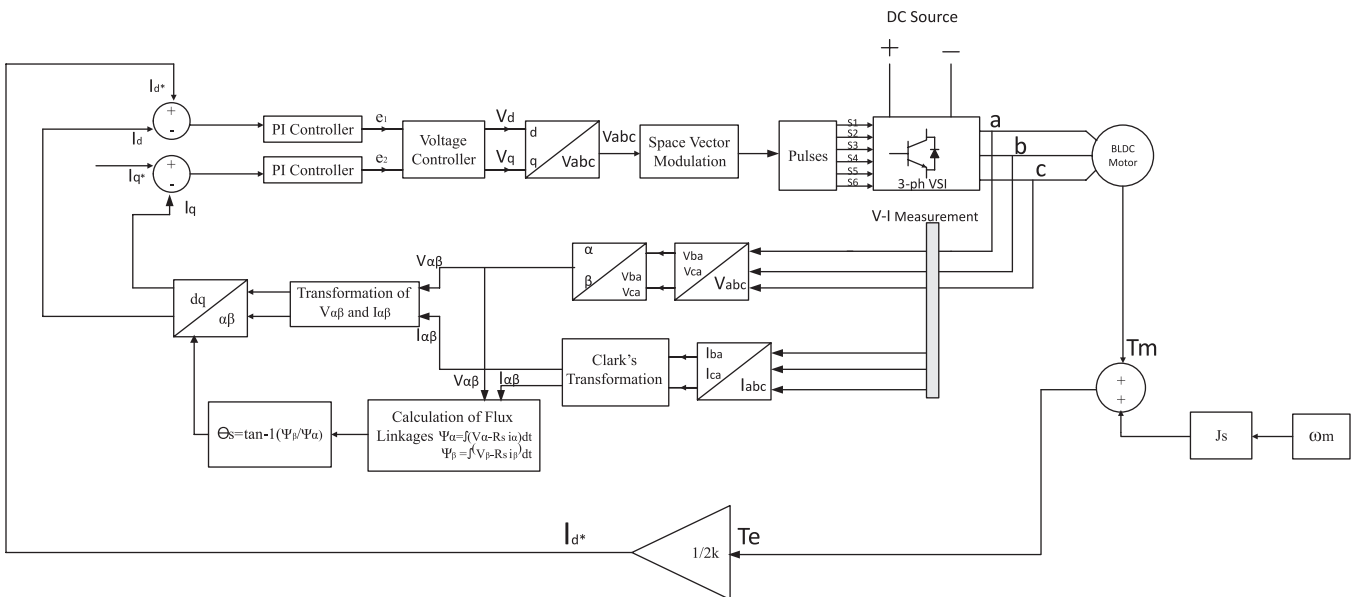 DC Source
+
−
Id*
+
-
Id
PI Controller
e1
Voltage
Controller
Vd
Vq
d
q
Vabc
Vabc
Space Vector
Modulation
Pulses
S1
S2
S3
S4
S5
S6
3-ph VSI
a
b
c
BLDC
Motor
Iq*
+
-
PI Controller
e2
Iq
V-I Measurement
α
β
Vba
Vca
Vba
Vca
Vabc
Vαβ
dq
αβ
Transformation of
Vαβ and Iαβ
Iαβ
Clark's
Transformation
Iba
Ica
Iabc
Tm
+
+
Vαβ
Iαβ
Θs=tan-1(Ψβ/Ψα)
Calculation of Flux
Linkages Ψα=∫(Vα-Rs iα)dt
Ψβ =∫(Vβ-Rs iβ)dt
Js
ωm
Id*
1/2k
Te